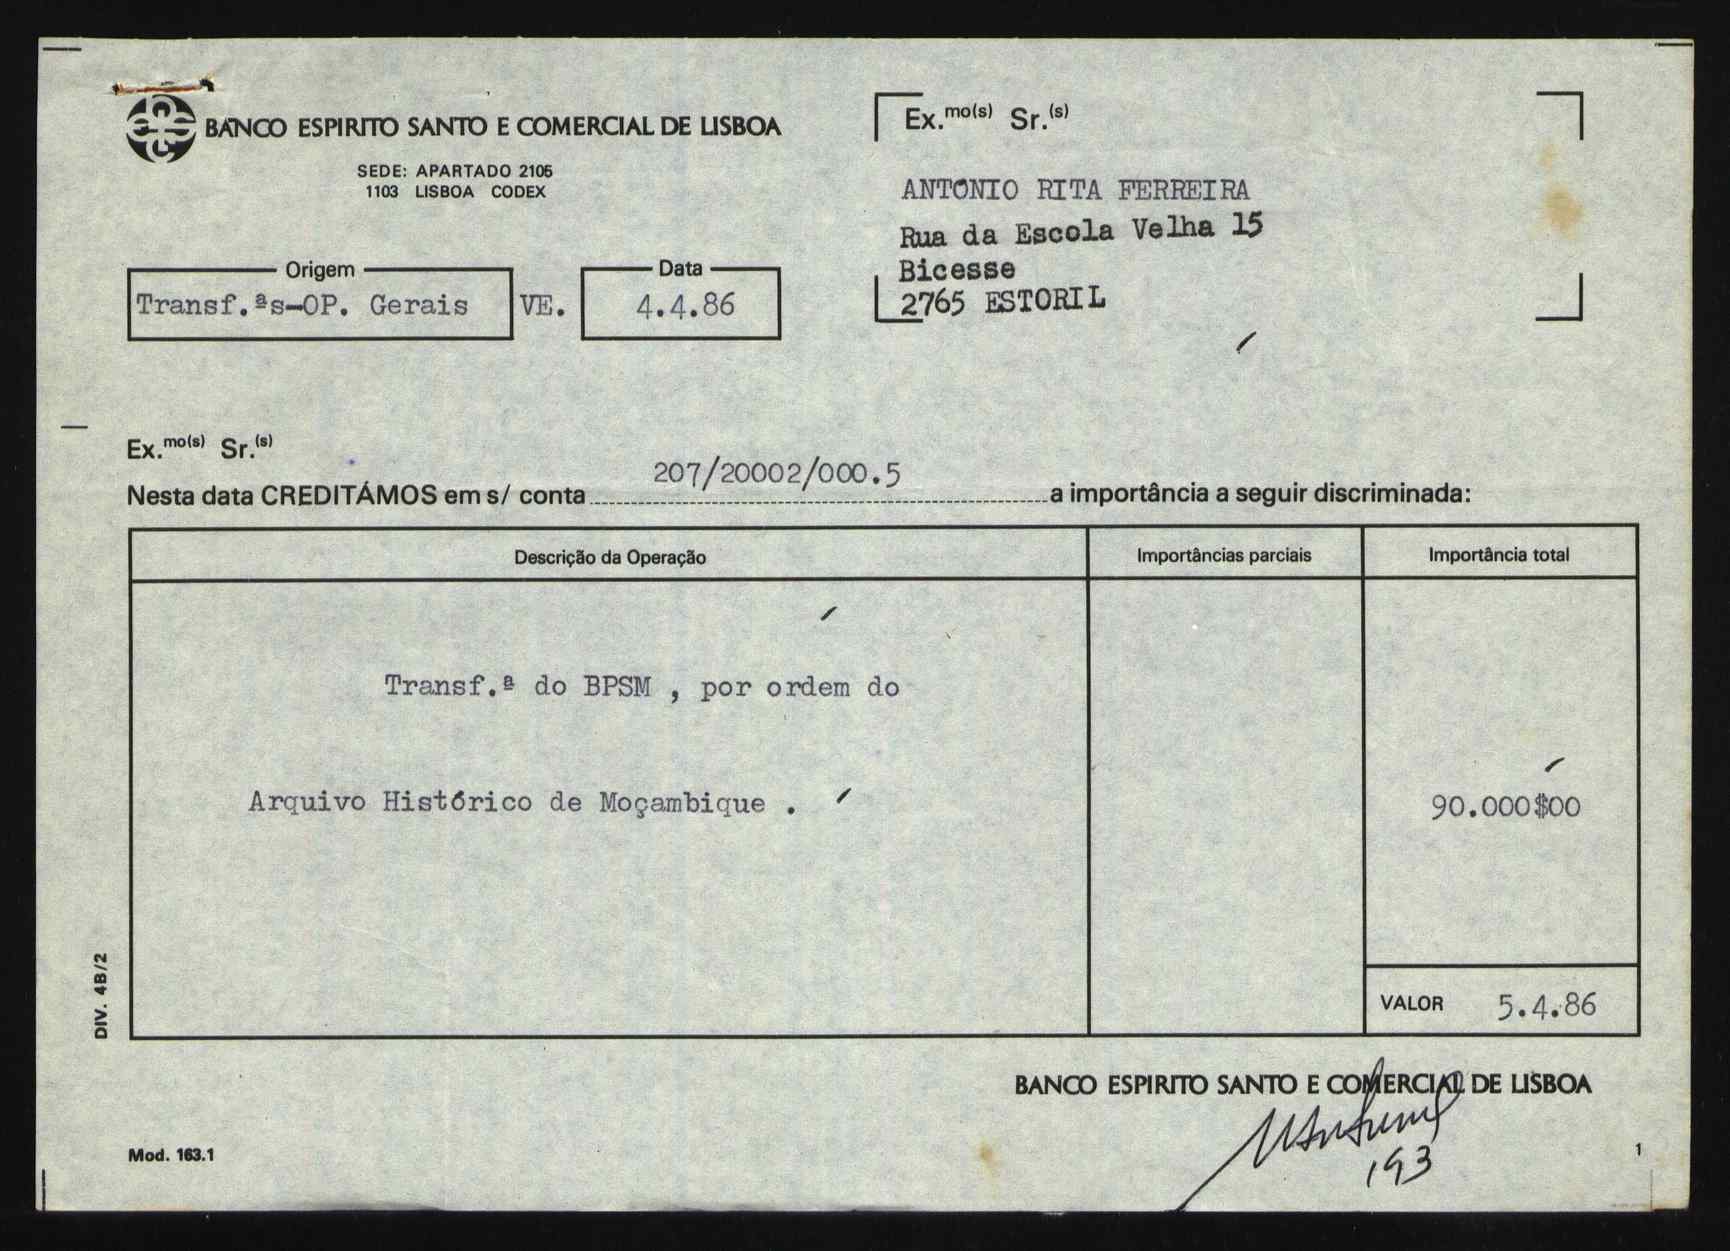 BANCO ESPIRITO SANTO E COMERCIAL DE LISBOA
SEDE: APARTADO 2105
1103 LISBOA CODEX
Ex.mo(s) Sr.(s)
ANTÓNIO RITA FERREIRA
Rua da Escola Velha 15
Bicesse
2765 ESTORIL
Origem
Transf.ªs-OP. Gerais
VE.
Data
4.4.86
Ex.mo(s) Sr.(s)
Nesta data CREDITÁMOS em s/ conta 207/20002/000.5 a importância a seguir discriminada:
Descrição da Operação Importâncias parciais Importância total
Transf.ª do BPSM , por ordem do
Arquivo Histórico de Moçambique . 90.000$00
VALOR 5.4.86
DIV. 4B/2
BANCO ESPIRITO SANTO E COMERCIAL DE LISBOA
193
Mod. 163.1
1